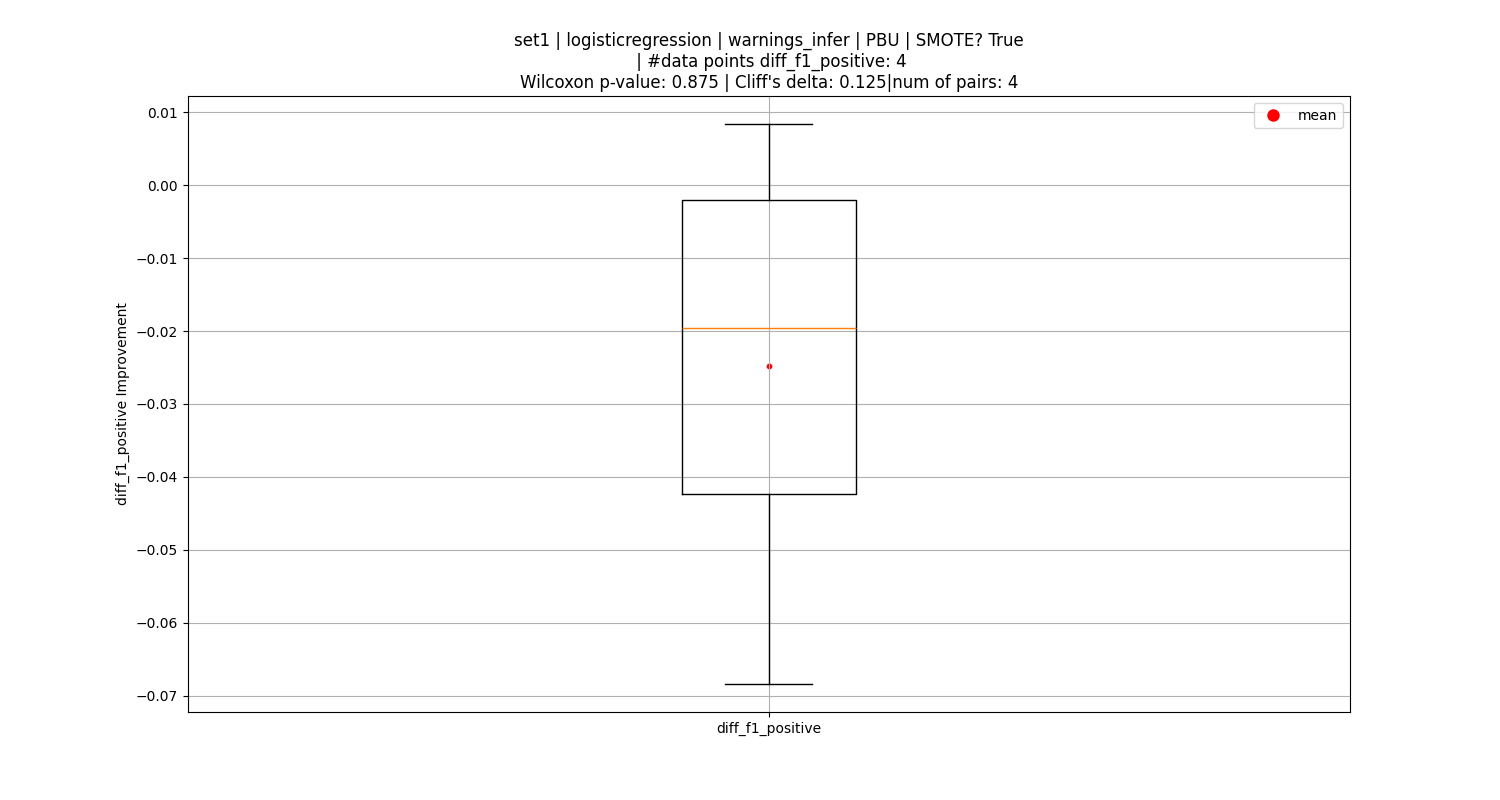 set1 | logisticregression | warnings_infer | PBU | SMOTE? True
| #data points diff_f1_positive: 4
Wilcoxon p-value: 0.875 | Cliff's delta: 0.125|num of pairs: 4
mean
0.01
0.00
−0.01
−0.02
−0.03
−0.04
−0.05
−0.06
−0.07
diff_f1_positive Improvement
diff_f1_positive